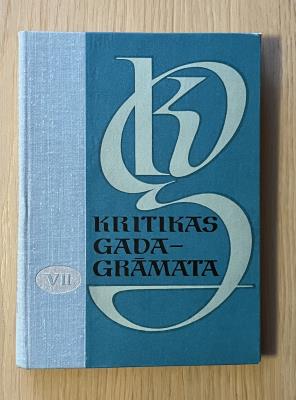 KG
KRITIKAS
GADA-
GRĀMATA
VII